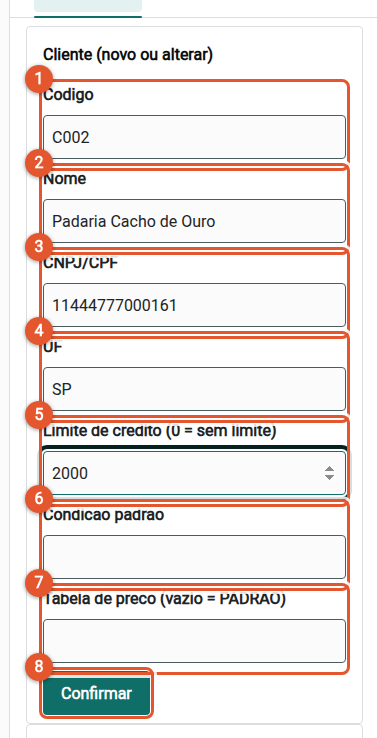 Cliente (novo ou alterar)
1
Codigo
C002
2
Nome
Padaria Cacho de Ouro
3
CNPJ/CPF
11444777000161
4
UF
SP
5
Limite de credito (0 = sem limite)
2000
6
Condicao padrao
7
Tabela de preco (vazio = PADRAO)
8
Confirmar